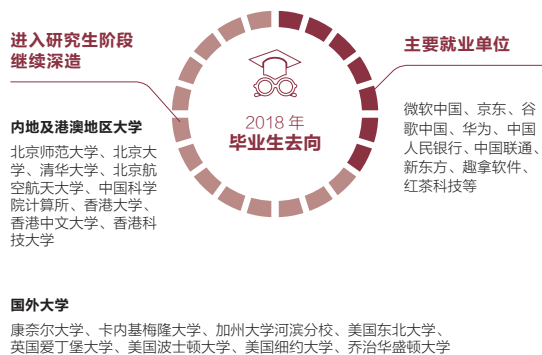 进入研究生阶段
继续深造
主要就业单位
2018 年
毕业生去向
内地及港澳地区大学
北京师范大学、北京大
学、清华大学、北京航
空航天大学、中国科学
院计算所、香港大学、
香港中文大学、香港科
技大学
微软中国、京东、谷
歌中国、华为、中国
人民银行、中国联通、
新东方、趣拿软件、
红茶科技等
国外大学
康奈尔大学、卡内基梅隆大学、加州大学河滨分校、美国东北大学、
英国爱丁堡大学、美国波士顿大学、美国细约大学、乔治华盛顿大学